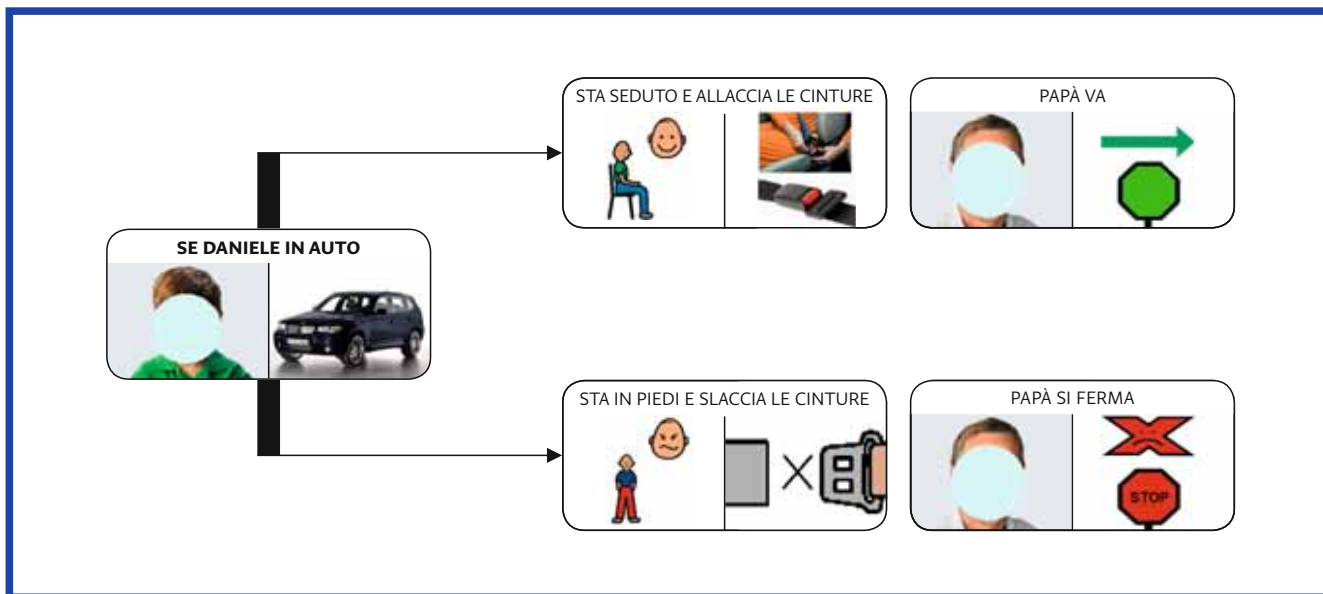 STA SEDUTO E ALLACCIA LE CINTURE
PAPÀ VA
SE DANIELE IN AUTO
STA IN PIEDI E SLACCIA LE CINTURE
PAPÀ SI FERMA
STOP